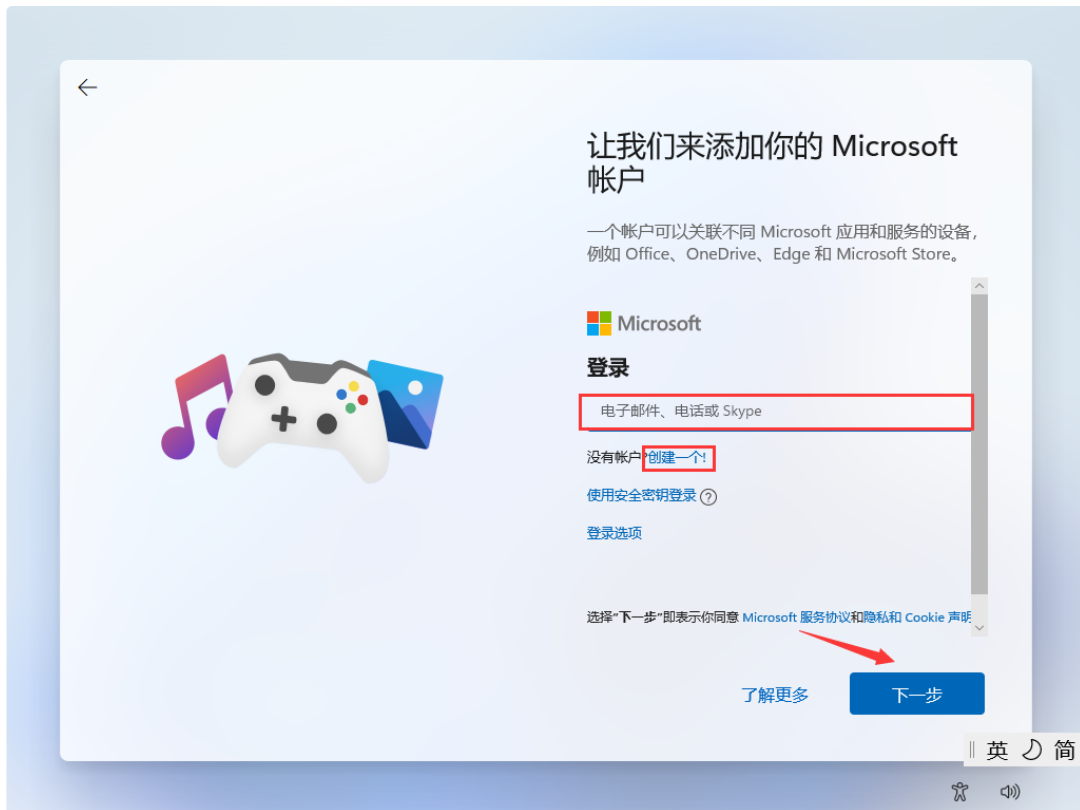 让我们来添加你的 Microsoft
帐户
一个帐户可以关联不同 Microsoft 应用和服务的设备，
例如 Office、OneDrive、Edge 和 Microsoft Store。
Microsoft
登录
电子邮件、电话或 Skype
没有帐户?创建一个!
使用安全密钥登录
登录选项
选择“下一步”即表示你同意 Microsoft 服务协议和隐私和 Cookie 声明
了解更多
下一步
英 简